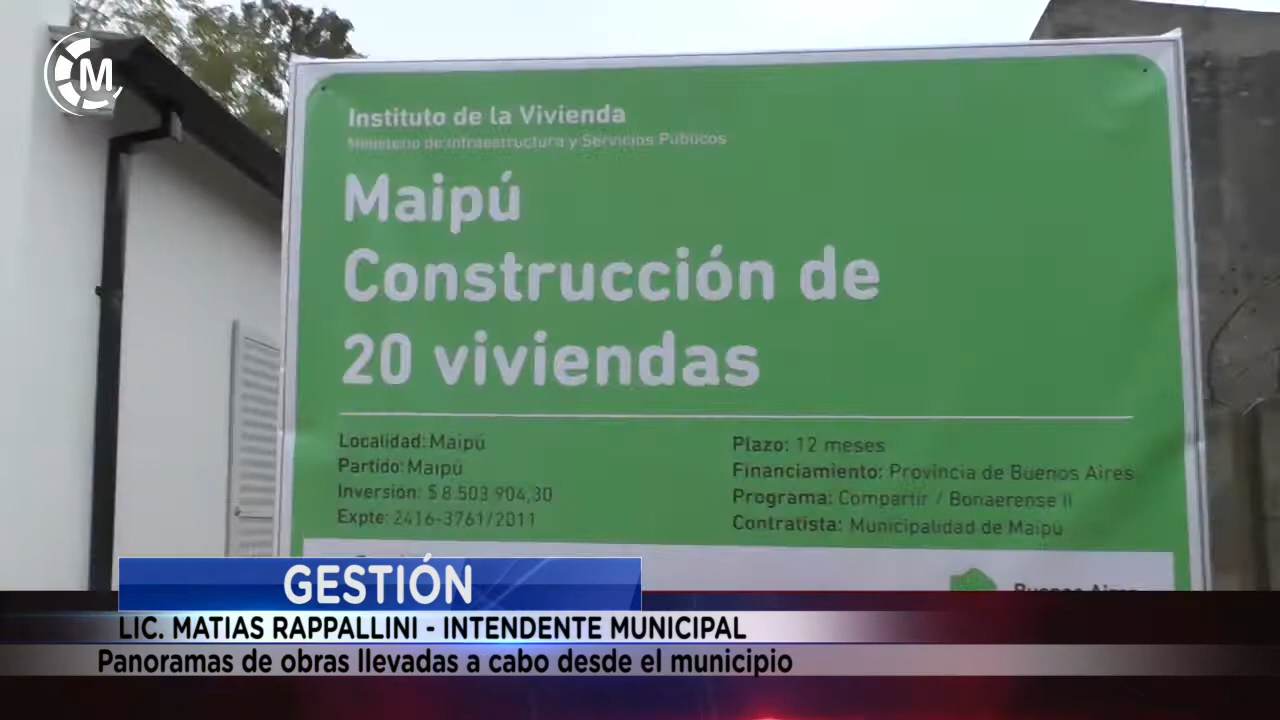 M
Instituto de la Vivienda
Ministerio de Infraestructura y Servicios Públicos
Maipú
Construcción de
20 viviendas
Localidad: Maipú
Partido: Maipú
Inversión: $ 8.503.904,30
Expte: 2416-3761/2011
Plazo: 12 meses
Financiamiento: Provincia de Buenos Aires
Programa: Compartir / Bonaerense II
Contratista: Municipalidad de Maipú
Buenos Aires
GESTIÓN
LIC. MATIAS RAPPALLINI - INTENDENTE MUNICIPAL
Panoramas de obras llevadas a cabo desde el municipio